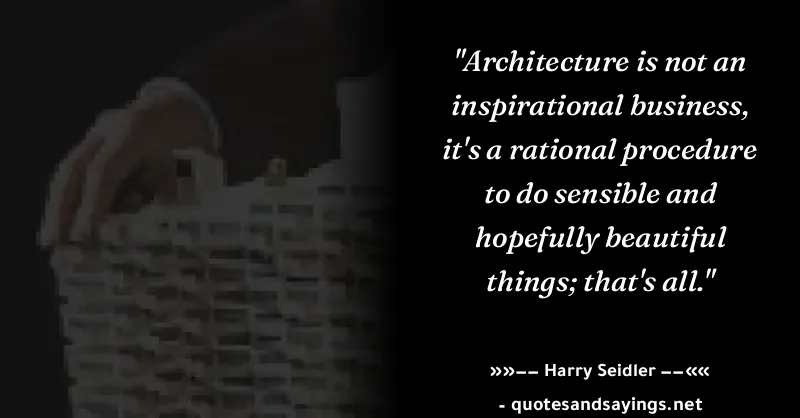 "Architecture is not an
inspirational business,
it's a rational procedure
to do sensible and
hopefully beautiful
things; that's all."
»»–– Harry Seidler ––««
- quotesandsayings.net